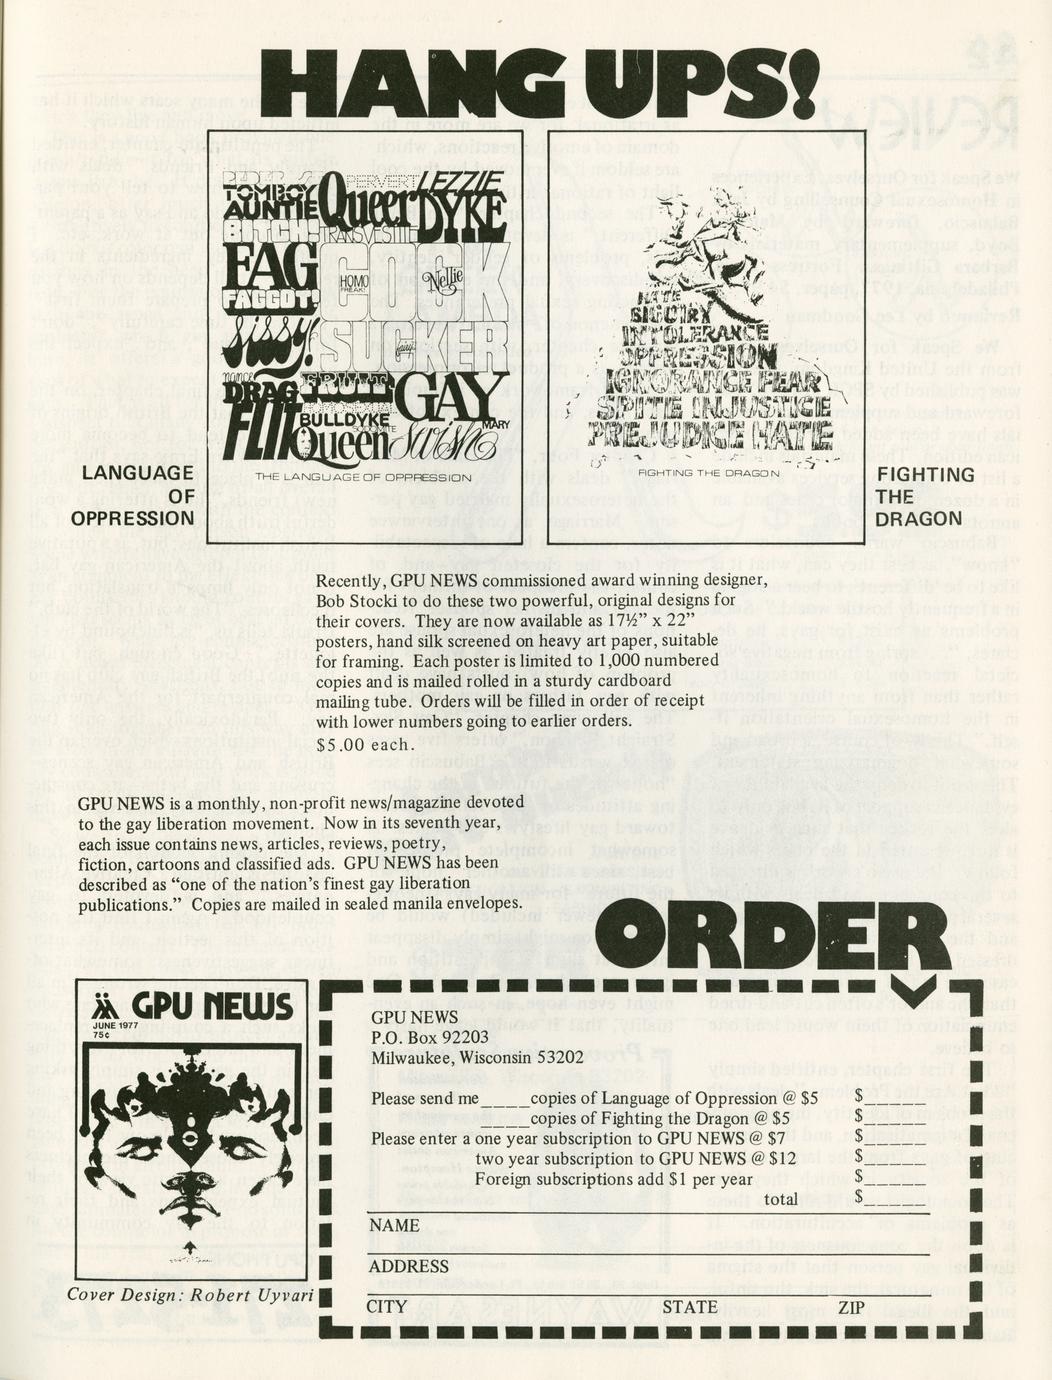 HANG UPS!
PERVERT
LEZZIE
TOMBOY
Queer
DYKE
AUNTIE
BITCH!
TRANSVESTITE
FAG
COCK
HOMO
FREAK!
Nellie
FAGGOT!
SUCKER
sissy!
fairy
nance
FRUIT
DRAG
GAY
HOMOSEXUAL
BULLDYKE
SODOMITE
MARY
FLIT
Queen
Swish
THE LANGUAGE OF OPPRESSION
LANGUAGE
OF
OPPRESSION
HATE
BIGOTRY
INTOLERANCE
OPPRESSION
IGNORANCE FEAR
SPITE INJUSTICE
PREJUDICE HATE
FIGHTING THE DRAGON
FIGHTING
THE
DRAGON
Recently, GPU NEWS commissioned award winning designer,
Bob Stocki to do these two powerful, original designs for
their covers. They are now available as 17½” x 22”
posters, hand silk screened on heavy art paper, suitable
for framing. Each poster is limited to 1,000 numbered
copies and is mailed rolled in a sturdy cardboard
mailing tube. Orders will be filled in order of receipt
with lower numbers going to earlier orders.
$5.00 each.
GPU NEWS is a monthly, non-profit news/magazine devoted
to the gay liberation movement. Now in its seventh year,
each issue contains news, articles, reviews, poetry,
fiction, cartoons and classified ads. GPU NEWS has been
described as “one of the nation’s finest gay liberation
publications.” Copies are mailed in sealed manila envelopes.
ORDER
GPU NEWS
JUNE 1977
75¢
Cover Design: Robert Uyvari
GPU NEWS
P.O. Box 92203
Milwaukee, Wisconsin 53202
Please send me _____copies of Language of Oppression @ $5 $______
_____copies of Fighting the Dragon @ $5 $______
Please enter a one year subscription to GPU NEWS @ $7 $______
two year subscription to GPU NEWS @ $12 $______
Foreign subscriptions add $1 per year $______
total $______
NAME
ADDRESS
CITY STATE ZIP